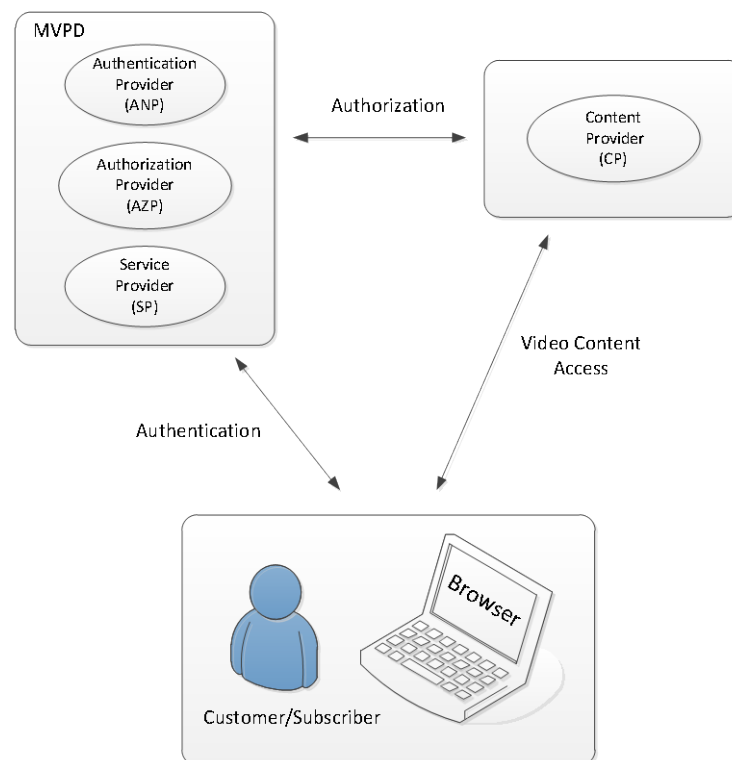 MVPD
Authentication
Provider
(ANP)
Authorization
Provider
(AZP)
Service
Provider
(SP)
Authorization
Content
Provider
(CP)
Video Content
Access
Authentication
Browser
Customer/Subscriber